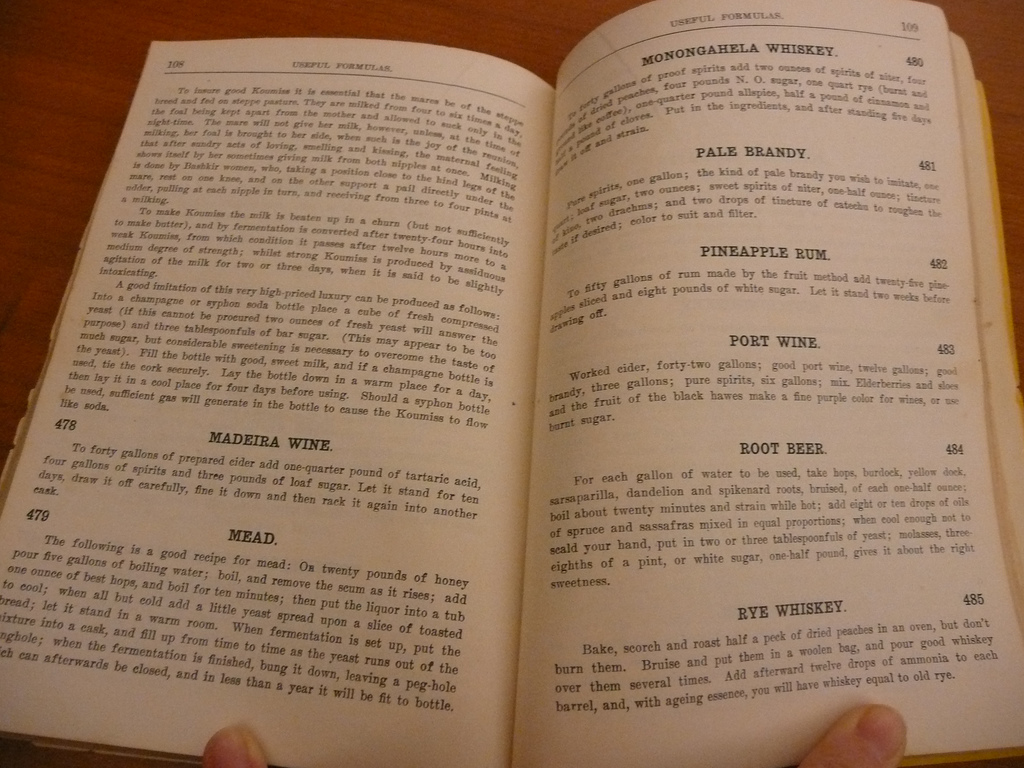 108
USEFUL FORMULAS.
To insure good Koumiss it is essential that the mares be of the steppe
breed and fed on steppe pasture. They are milked from four to six times a day,
the foal being kept apart from the mother and allowed to suck only in the
night-time. The mare will not give her milk, however, unless, at the time of
milking, her foal is brought to her side, when such is the joy of the reunion,
that after sundry acts of loving, smelling and kissing, the maternal feeling
shows itself by her sometimes giving milk from both nipples at once. Milking
is done by Bashkir women, who, taking a position close to the hind legs of the
mare, rest on one knee, and on the other support a pail directly under the
udder, pulling at each nipple in turn, and receiving from three to four pints at
a milking.
To make Koumiss the milk is beaten up in a churn (but not sufficiently
to make butter), and by fermentation is converted after twenty-four hours into
weak Koumiss, from which condition it passes after twelve hours more to a
medium degree of strength; whilst strong Koumiss is produced by assiduous
agitation of the milk for two or three days, when it is said to be slightly
intoxicating.
A good imitation of this very high-priced luxury can be produced as follows:
Into a champagne or syphon soda bottle place a cube of fresh compressed
yeast (if this cannot be procured two ounces of fresh yeast will answer the
purpose) and three tablespoonfuls of bar sugar. (This may appear to be too
much sugar, but considerable sweetening is necessary to overcome the taste of
the yeast). Fill the bottle with good, sweet milk, and if a champagne bottle is
used, tie the cork securely. Lay the bottle down in a warm place for a day,
then lay it in a cool place for four days before using. Should a syphon bottle
be used, sufficient gas will generate in the bottle to cause the Koumiss to flow
like soda.
478
MADEIRA WINE.
To forty gallons of prepared cider add one-quarter pound of tartaric acid,
four gallons of spirits and three pounds of loaf sugar. Let it stand for ten
days, draw it off carefully, fine it down and then rack it again into another
cask.
479
MEAD.
The following is a good recipe for mead: On twenty pounds of honey
pour five gallons of boiling water; boil, and remove the scum as it rises; add
one ounce of best hops, and boil for ten minutes; then put the liquor into a tub
to cool; when all but cold add a little yeast spread upon a slice of toasted
bread; let it stand in a warm room. When fermentation is set up, put the
ixture into a cask, and fill up from time to time as the yeast runs out of the
nghole; when the fermentation is finished, bung it down, leaving a peg-hole
ich can afterwards be closed, and in less than a year it will be fit to bottle.
USEFUL FORMULAS.
109
MONONGAHELA WHISKEY.
480
To forty gallons of proof spirits add two ounces of spirits of niter, four
of dried peaches, four pounds N. O. sugar, one quart rye (burnt and
like coffee), one-quarter pound allspice, half a pound of cinnamon and
a pound of cloves. Put in the ingredients, and after standing five days
it off and strain.
PALE BRANDY.
481
Pure spirits, one gallon; the kind of pale brandy you wish to imitate, one
loaf sugar, two ounces; sweet spirits of niter, one-half ounce; tincture
of kino, two drachms; and two drops of tincture of catechu to roughen the
taste if desired; color to suit and filter.
PINEAPPLE RUM.
482
To fifty gallons of rum made by the fruit method add twenty-five pine-
apples sliced and eight pounds of white sugar. Let it stand two weeks before
drawing off.
PORT WINE.
483
Worked cider, forty-two gallons; good port wine, twelve gallons; good
brandy, three gallons; pure spirits, six gallons; mix. Elderberries and sloes
and the fruit of the black hawes make a fine purple color for wines, or use
burnt sugar.
ROOT BEER.
484
For each gallon of water to be used, take hops, burdock, yellow dock,
sarsaparilla, dandelion and spikenard roots, bruised, of each one-half ounce;
boil about twenty minutes and strain while hot; add eight or ten drops of oils
of spruce and sassafras mixed in equal proportions; when cool enough not to
scald your hand, put in two or three tablespoonfuls of yeast; molasses, three-
eighths of a pint, or white sugar, one-half pound, gives it about the right
sweetness.
RYE WHISKEY.
485
Bake, scorch and roast half a peck of dried peaches in an oven, but don't
burn them. Bruise and put them in a woolen bag, and pour good whiskey
over them several times. Add afterward twelve drops of ammonia to each
barrel, and, with ageing essence, you will have whiskey equal to old rye.